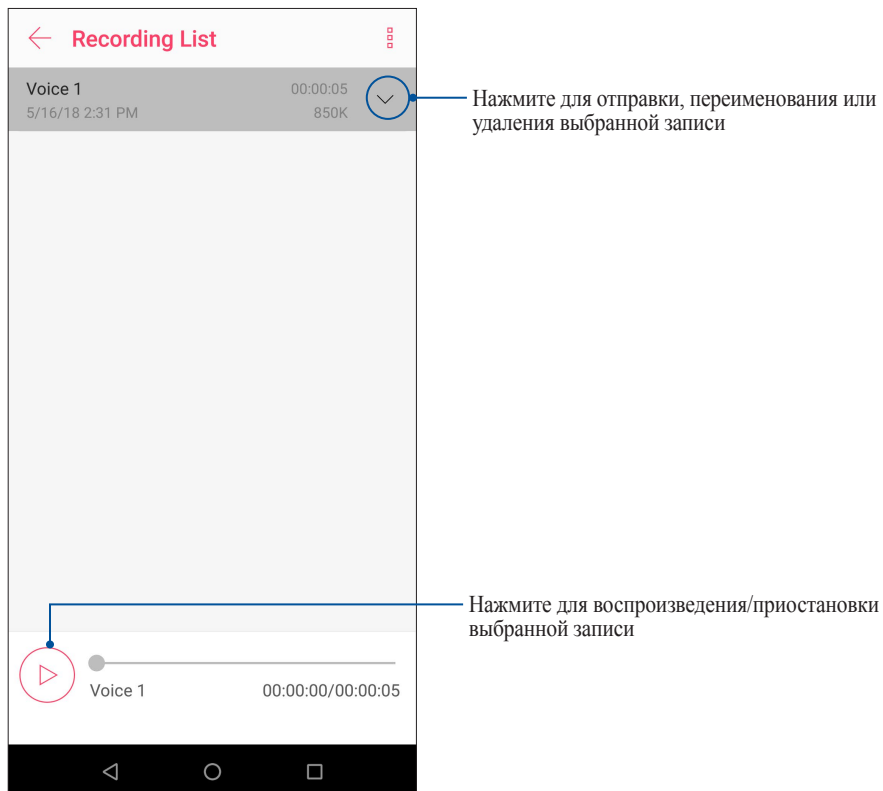 Recording List
Voice 1
00:00:05
5/16/18 2:31 PM
850K
Нажмите для отправки, переименования или
удаления выбранной записи
Нажмите для воспроизведения/приостановки
выбранной записи
Voice 1
00:00:00/00:00:05